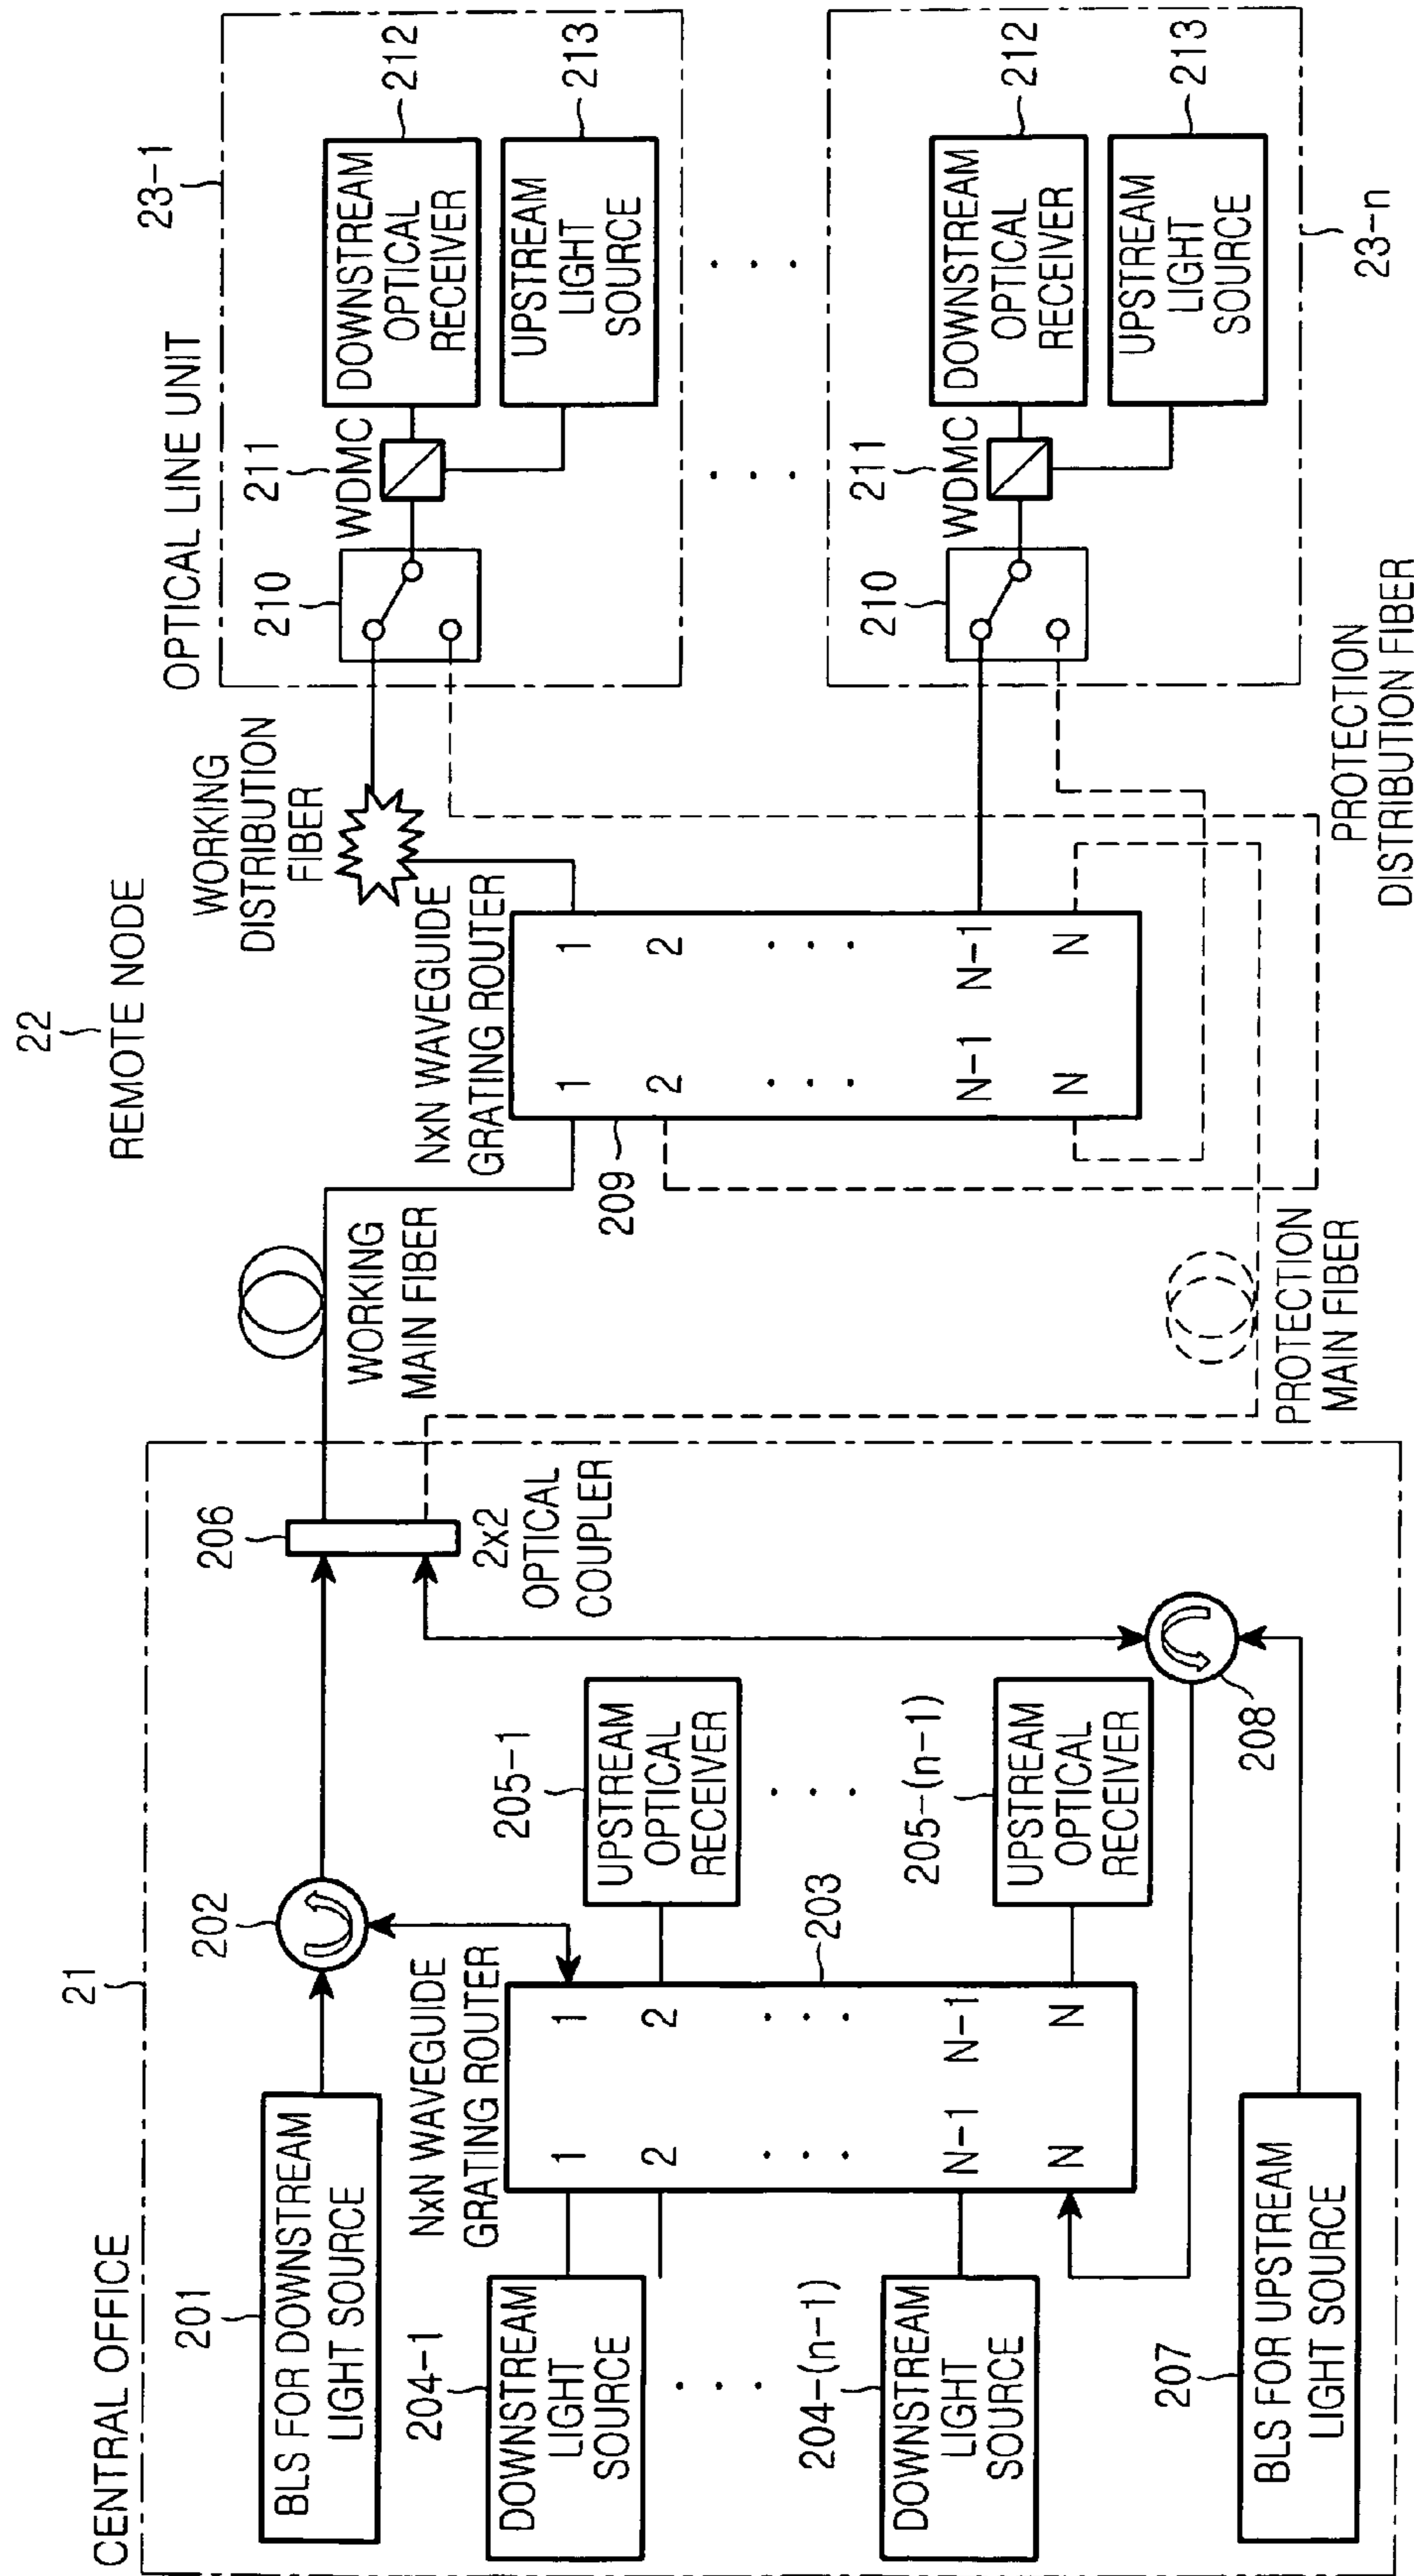 CENTRAL OFFICE
21
201
BLS FOR DOWNSTREAM
LIGHT SOURCE
202
206
2x2
OPTICAL
COUPLER
NxN WAVEGUIDE
GRATING ROUTER
204-1
DOWNSTREAM
LIGHT
SOURCE
. . .
204-(n-1)
DOWNSTREAM
LIGHT
SOURCE
1
2
. . .
N-1
N
1
2
. . .
N-1
N
203
205-1
UPSTREAM
OPTICAL
RECEIVER
. . .
205-(n-1)
UPSTREAM
OPTICAL
RECEIVER
207
BLS FOR UPSTREAM
LIGHT SOURCE
208
WORKING
MAIN FIBER
PROTECTION
MAIN FIBER
22
REMOTE NODE
NxN WAVEGUIDE
GRATING ROUTER
209
1
2
. . .
N-1
N
1
2
. . .
N-1
N
WORKING
DISTRIBUTION
FIBER
PROTECTION
DISTRIBUTION FIBER
OPTICAL LINE UNIT
23-1
210
211
WDMC
DOWNSTREAM
OPTICAL
RECEIVER
212
UPSTREAM
LIGHT
SOURCE
213
. . .
. . .
210
211
WDMC
DOWNSTREAM
OPTICAL
RECEIVER
212
UPSTREAM
LIGHT
SOURCE
213
23-n